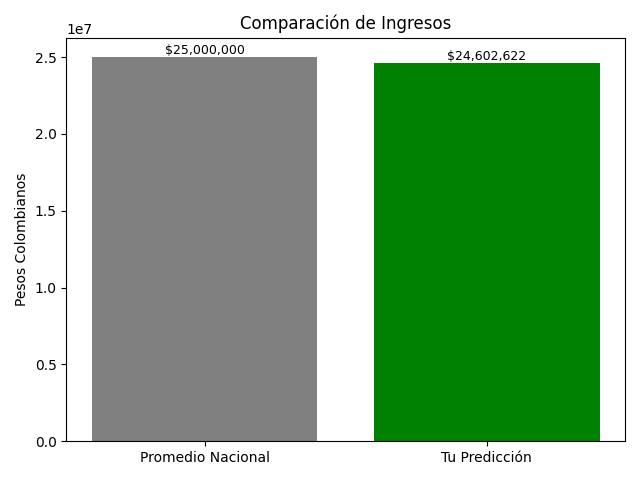 Comparación de Ingresos
1e7
$25,000,000
$24,602,622
2.5
2.0
1.5
1.0
0.5
0.0
Pesos Colombianos
Promedio Nacional
Tu Predicción